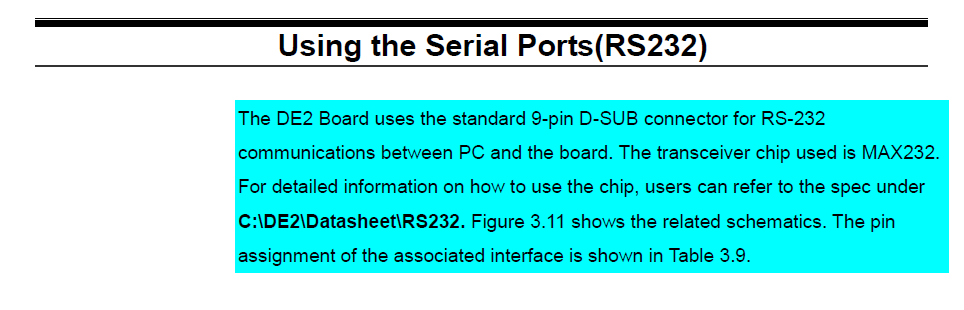 Using the Serial Ports(RS232)
The DE2 Board uses the standard 9-pin D-SUB connector for RS-232
communications between PC and the board. The transceiver chip used is MAX232.
For detailed information on how to use the chip, users can refer to the spec under
C:\DE2\Datasheet\RS232. Figure 3.11 shows the related schematics. The pin
assignment of the associated interface is shown in Table 3.9.